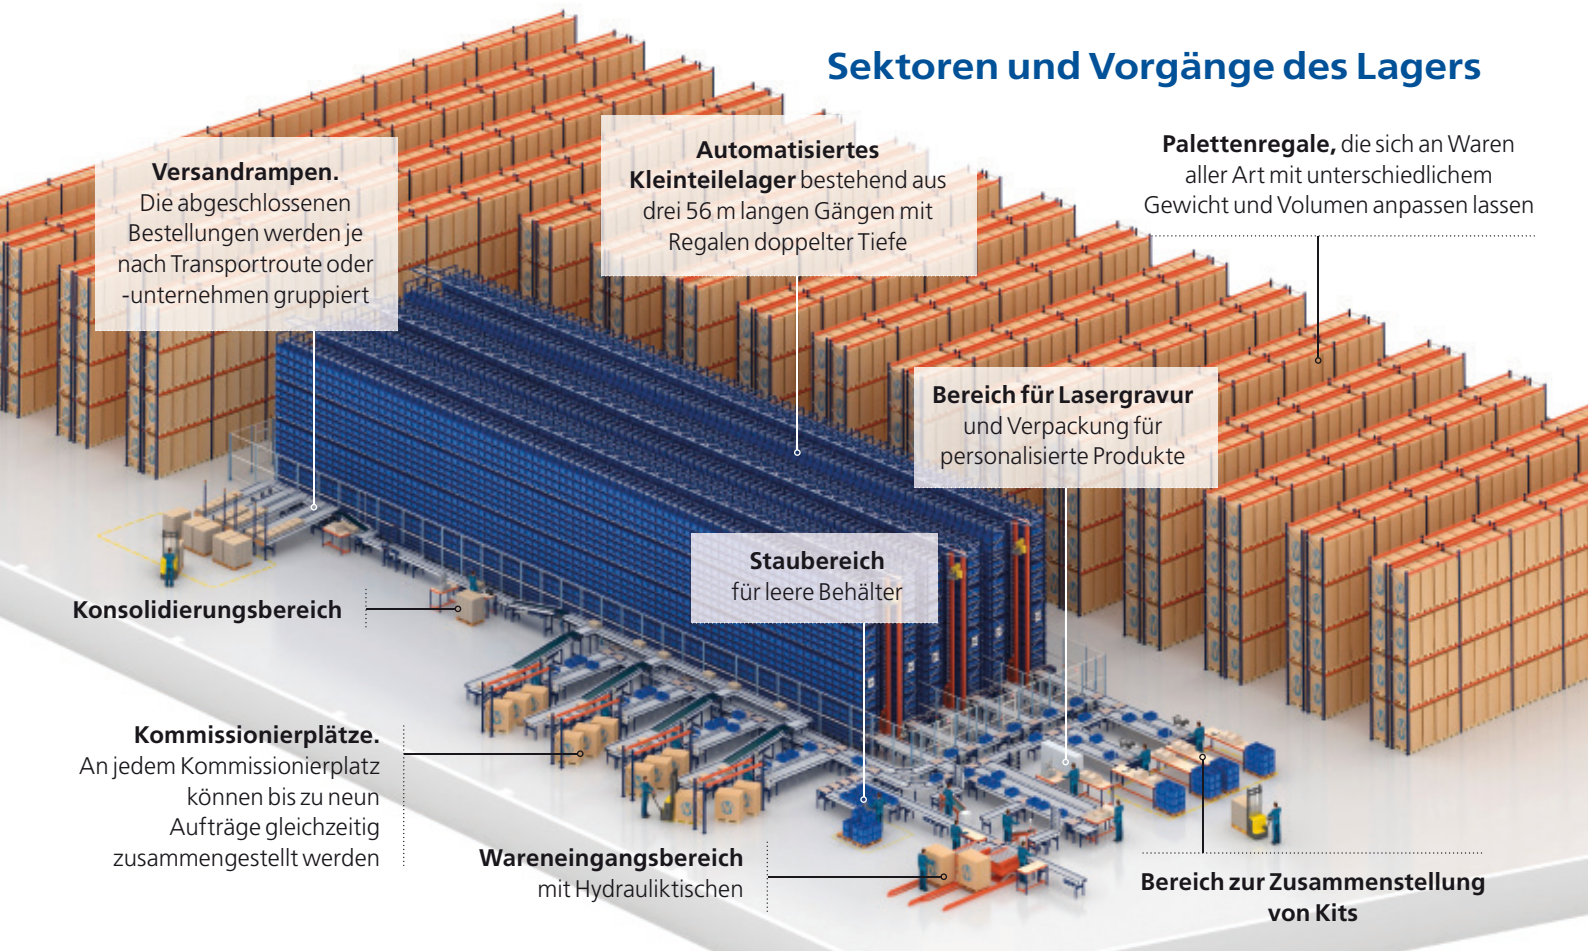 Sektoren und Vorgänge des Lagers
Versandrampen.
Die abgeschlossenen
Bestellungen werden je
nach Transportroute oder
-unternehmen gruppiert
Automatisiertes
Kleinteilelager bestehend aus
drei 56 m langen Gängen mit
Regalen doppelter Tiefe
Palettenregale, die sich an Waren
aller Art mit unterschiedlichem
Gewicht und Volumen anpassen lassen
Bereich für Lasergravur
und Verpackung für
personalisierte Produkte
Staubereich
für leere Behälter
Konsolidierungsbereich
Kommissionierplätze.
An jedem Kommissionierplatz
können bis zu neun
Aufträge gleichzeitig
zusammengestellt werden
Wareneingangsbereich
mit Hydrauliktischen
Bereich zur Zusammenstellung
von Kits